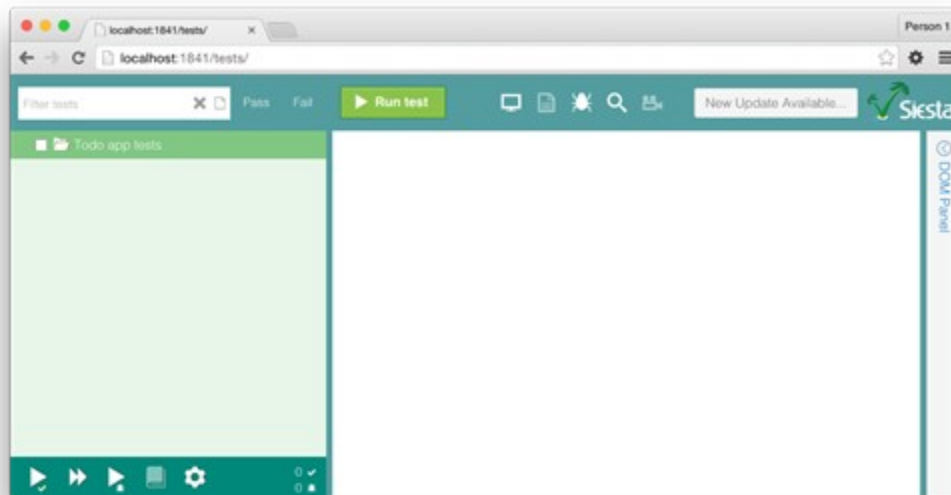 localhost:1841/tests/
Person 1
localhost:1841/tests/
Filter tests
Pass Fail
Run test
New Update Available...
Siesta
Todo app tests
DOM Panel
0
0